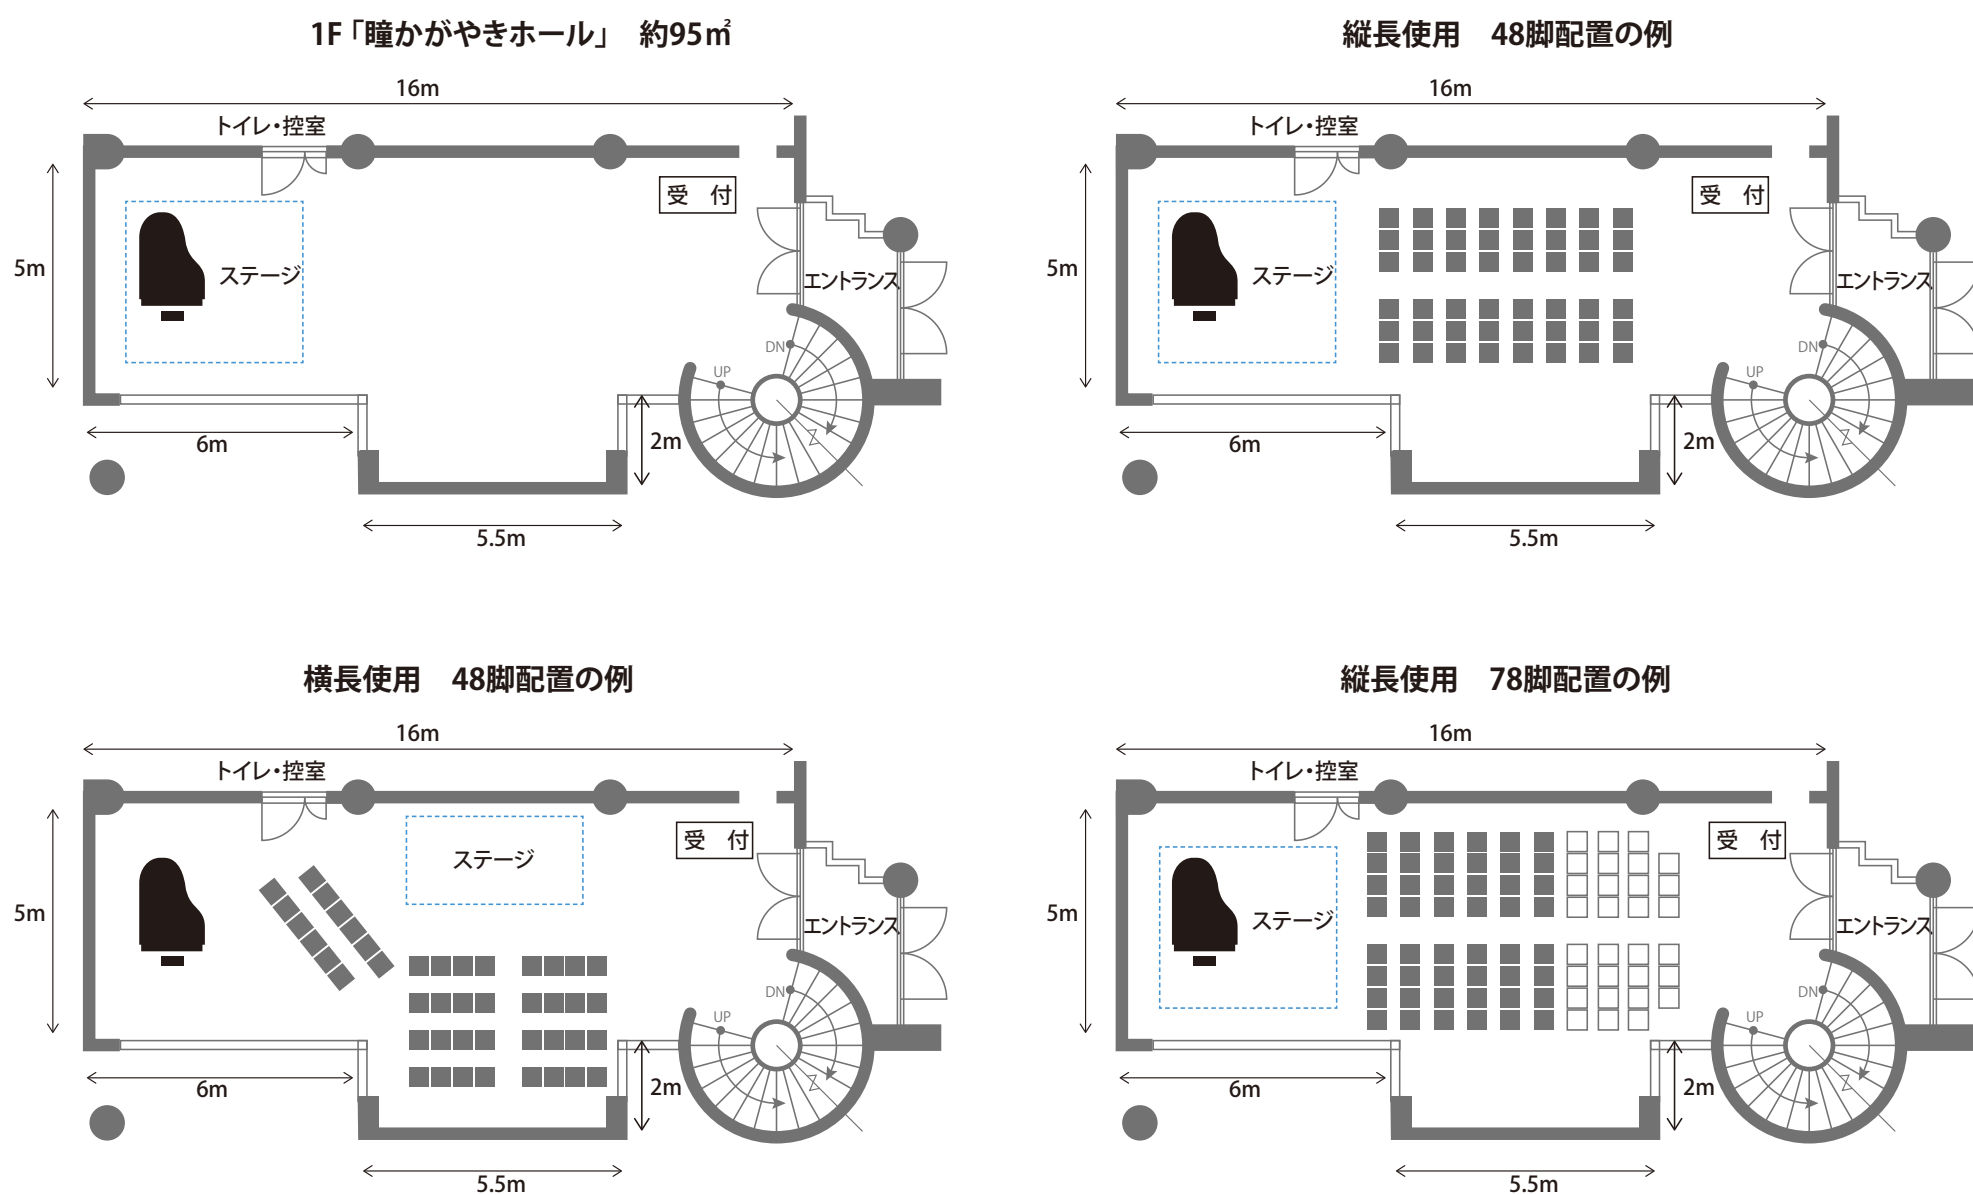 1F「瞳かがやきホール」　約95㎡
16m
トイレ・控室
受　付
5m
ステージ
エントランス
DN
UP
6m
2m
5.5m
縦長使用　48脚配置の例
16m
トイレ・控室
受　付
5m
ステージ
エントランス
DN
UP
6m
2m
5.5m
横長使用　48脚配置の例
16m
トイレ・控室
受　付
ステージ
5m
エントランス
DN
UP
6m
2m
5.5m
縦長使用　78脚配置の例
16m
トイレ・控室
受　付
5m
ステージ
エントランス
DN
UP
6m
2m
5.5m